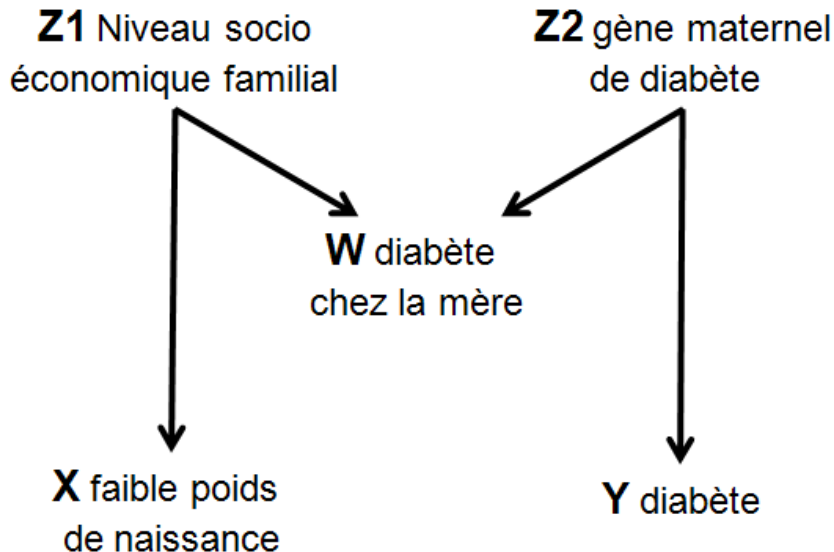 Z1 Niveau socio
économique familial
Z2 gène maternel
de diabète
W diabète
chez la mère
X faible poids
de naissance
Y diabète